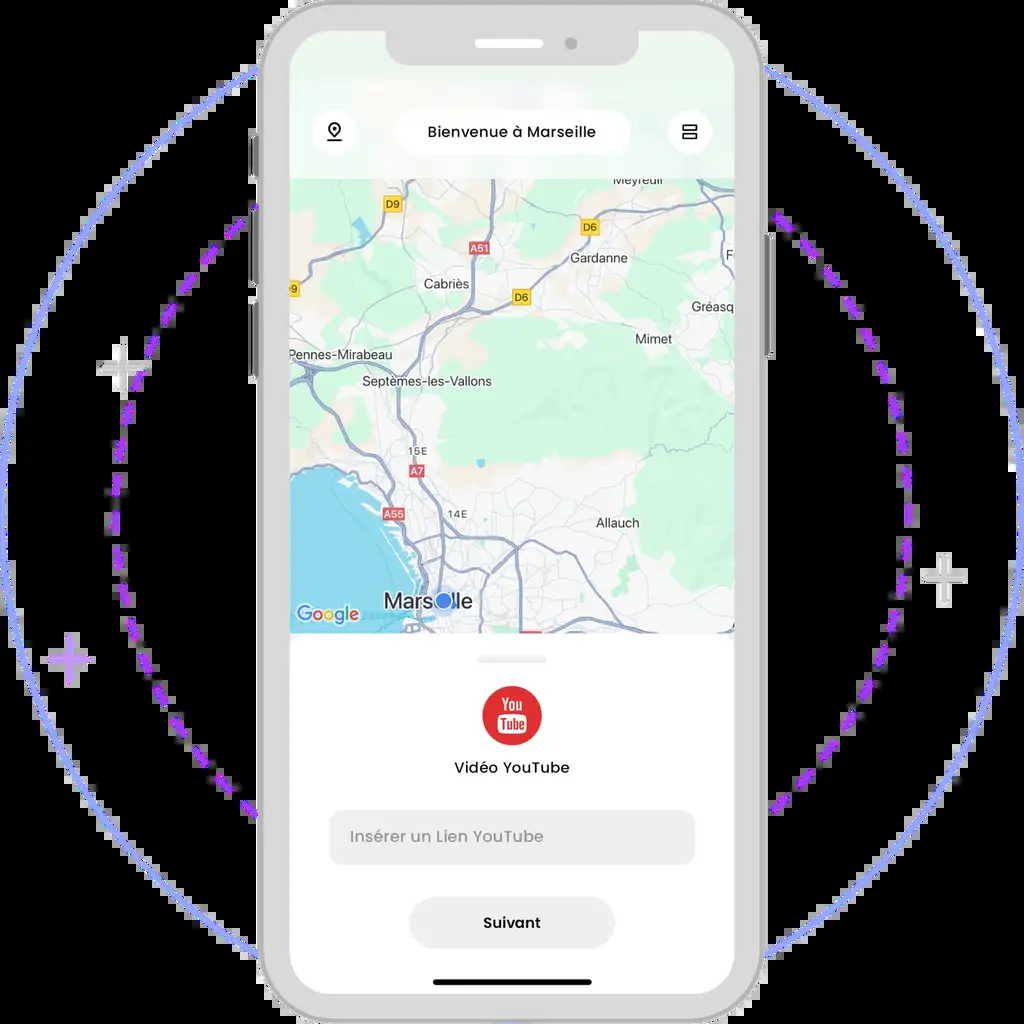 Bienvenue à Marseille
Meyreuil
D9
D6
A51
Gardanne
Cabriès
D9
D6
Gréasq
Mimet
Pennes-Mirabeau
Septèmes-les-Vallons
15E
A7
A55
14E
Allauch
Marseille
Google
You
Tube
Vidéo YouTube
Insérer un Lien YouTube
Suivant